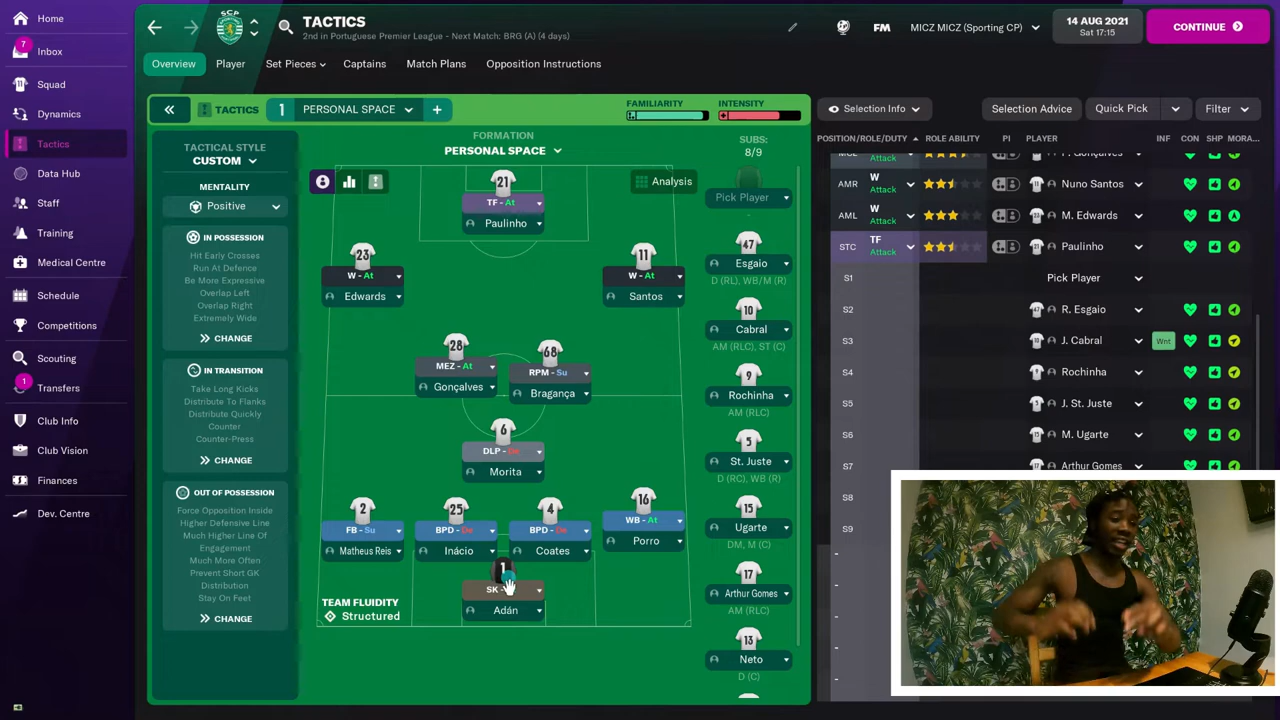 Home
7
Inbox
Squad
Dynamics
Tactics
Data Hub
Staff
Training
Medical Centre
Schedule
Competitions
Scouting
1
Transfers
Club Info
Club Vision
Finances
Dev. Centre
SCP
TACTICS
2nd in Portuguese Premier League - Next Match: BRG (A) (4 days)
FM
MICZ MICZ (Sporting CP)
14 AUG 2021
Sat 17:15
CONTINUE
Overview
Player
Set Pieces
Captains
Match Plans
Opposition Instructions
TACTICS
1
PERSONAL SPACE
FAMILIARITY
INTENSITY
TACTICAL STYLE
CUSTOM
MENTALITY
Positive
IN POSSESSION
Hit Early Crosses
Run At Defence
Be More Expressive
Overlap Left
Overlap Right
Extremely Wide
CHANGE
IN TRANSITION
Take Long Kicks
Distribute To Flanks
Distribute Quickly
Counter
Counter-Press
CHANGE
OUT OF POSSESSION
Force Opposition Inside
Higher Defensive Line
Much Higher Line Of
Engagement
Much More Often
Prevent Short GK
Distribution
Stay On Feet
CHANGE
FORMATION
PERSONAL SPACE
Analysis
21
TF - At
Paulinho
23
W - At
Edwards
11
W - At
Santos
28
MEZ - At
Gonçalves
68
RPM - Su
Bragança
6
DLP - De
Morita
2
FB - Su
Matheus Reis
25
BPD - De
Inácio
4
BPD - De
Coates
16
WB - At
Porro
1
SK -
Adán
TEAM FLUIDITY
Structured
SUBS:
8/9
Pick Player
-
47
Esgaio
D (RL), WB/M (R)
10
Cabral
AM (RLC), ST (C)
9
Rochinha
AM (RLC)
5
St. Juste
D (RC), WB (R)
15
Ugarte
DM, M (C)
17
Arthur Gomes
AM (RLC)
13
Neto
D (C)
Selection Info
Selection Advice
Quick Pick
Filter
POSITION/ROLE/DUTY
ROLE ABILITY
PI
PLAYER
INF
CON
SHP
MORA...
MCL
Attack
P. Gonçalves
AMR
W
Attack
Nuno Santos
AML
W
Attack
M. Edwards
STC
TF
Attack
Paulinho
S1
Pick Player
S2
R. Esgaio
S3
J. Cabral
Wnt
S4
Rochinha
S5
J. St. Juste
S6
M. Ugarte
S7
Arthur Gomes
S8
S9
-
-
-
-
-